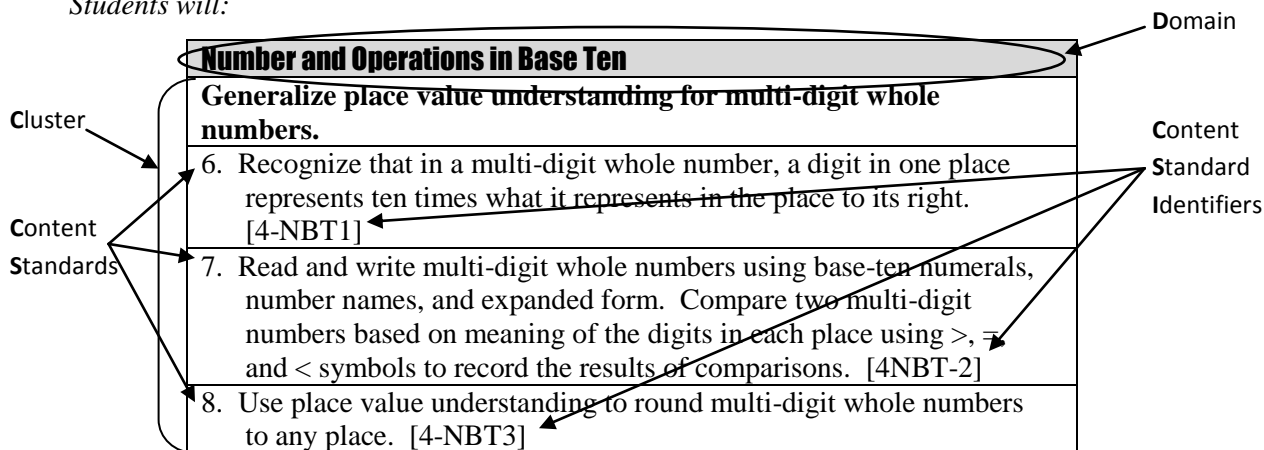 Students will:
Domain
Number and Operations in Base Ten
Generalize place value understanding for multi-digit whole
numbers.
Cluster
Content
Standard
Identifiers
6. Recognize that in a multi-digit whole number, a digit in one place
represents ten times what it represents in the place to its right.
[4-NBT1]
Content
Standards
7. Read and write multi-digit whole numbers using base-ten numerals,
number names, and expanded form. Compare two multi-digit
numbers based on meaning of the digits in each place using >, =,
and < symbols to record the results of comparisons. [4NBT-2]
8. Use place value understanding to round multi-digit whole numbers
to any place. [4-NBT3]